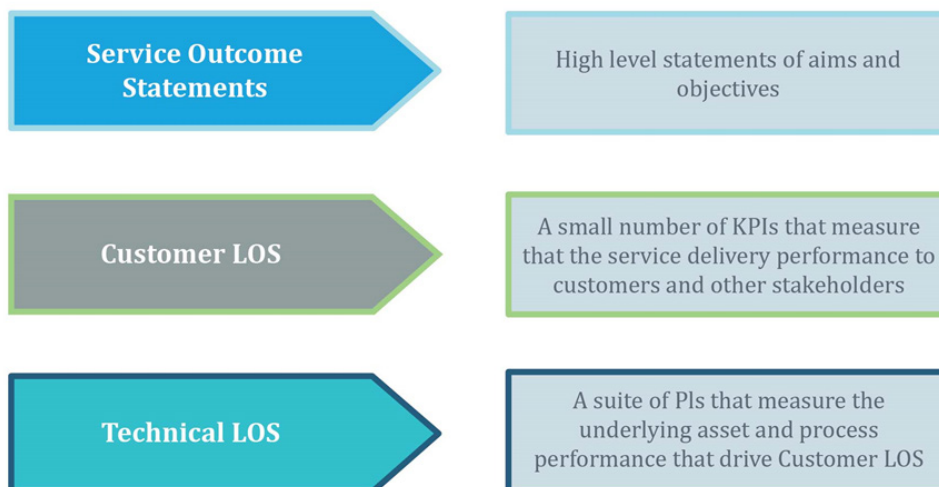 Service Outcome
Statements
High level statements of aims and
objectives
Customer LOS
A small number of KPIs that measure
that the service delivery performance to
customers and other stakeholders
Technical LOS
A suite of PIs that measure the
underlying asset and process
performance that drive Customer LOS